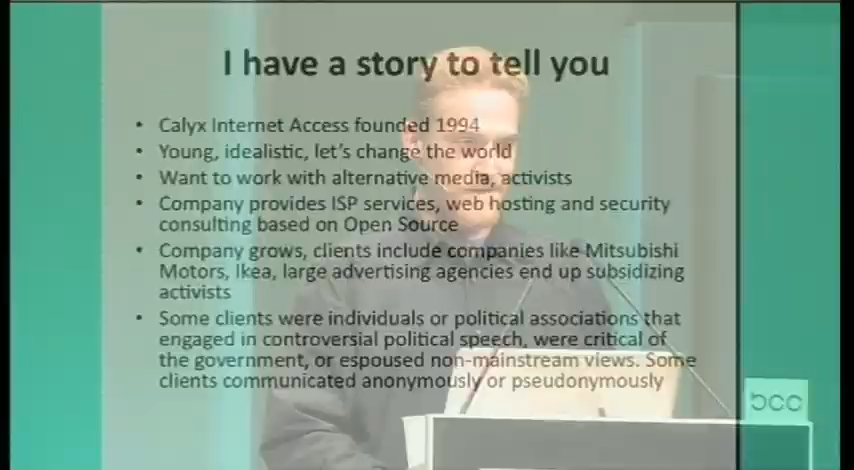 I have a story to tell you
• Calyx Internet Access founded 1994
• Young, idealistic, let's change the world
• Want to work with alternative media, activists
• Company provides ISP services, web hosting and security
consulting based on Open Source
• Company grows, clients include companies like Mitsubishi
Motors, Ikea, large advertising agencies end up subsidizing
activists
• Some clients were individuals or political associations that
engaged in controversial political speech, were critical of
the government, or espoused non-mainstream views. Some
clients communicated anonymously or pseudonymously
bcc